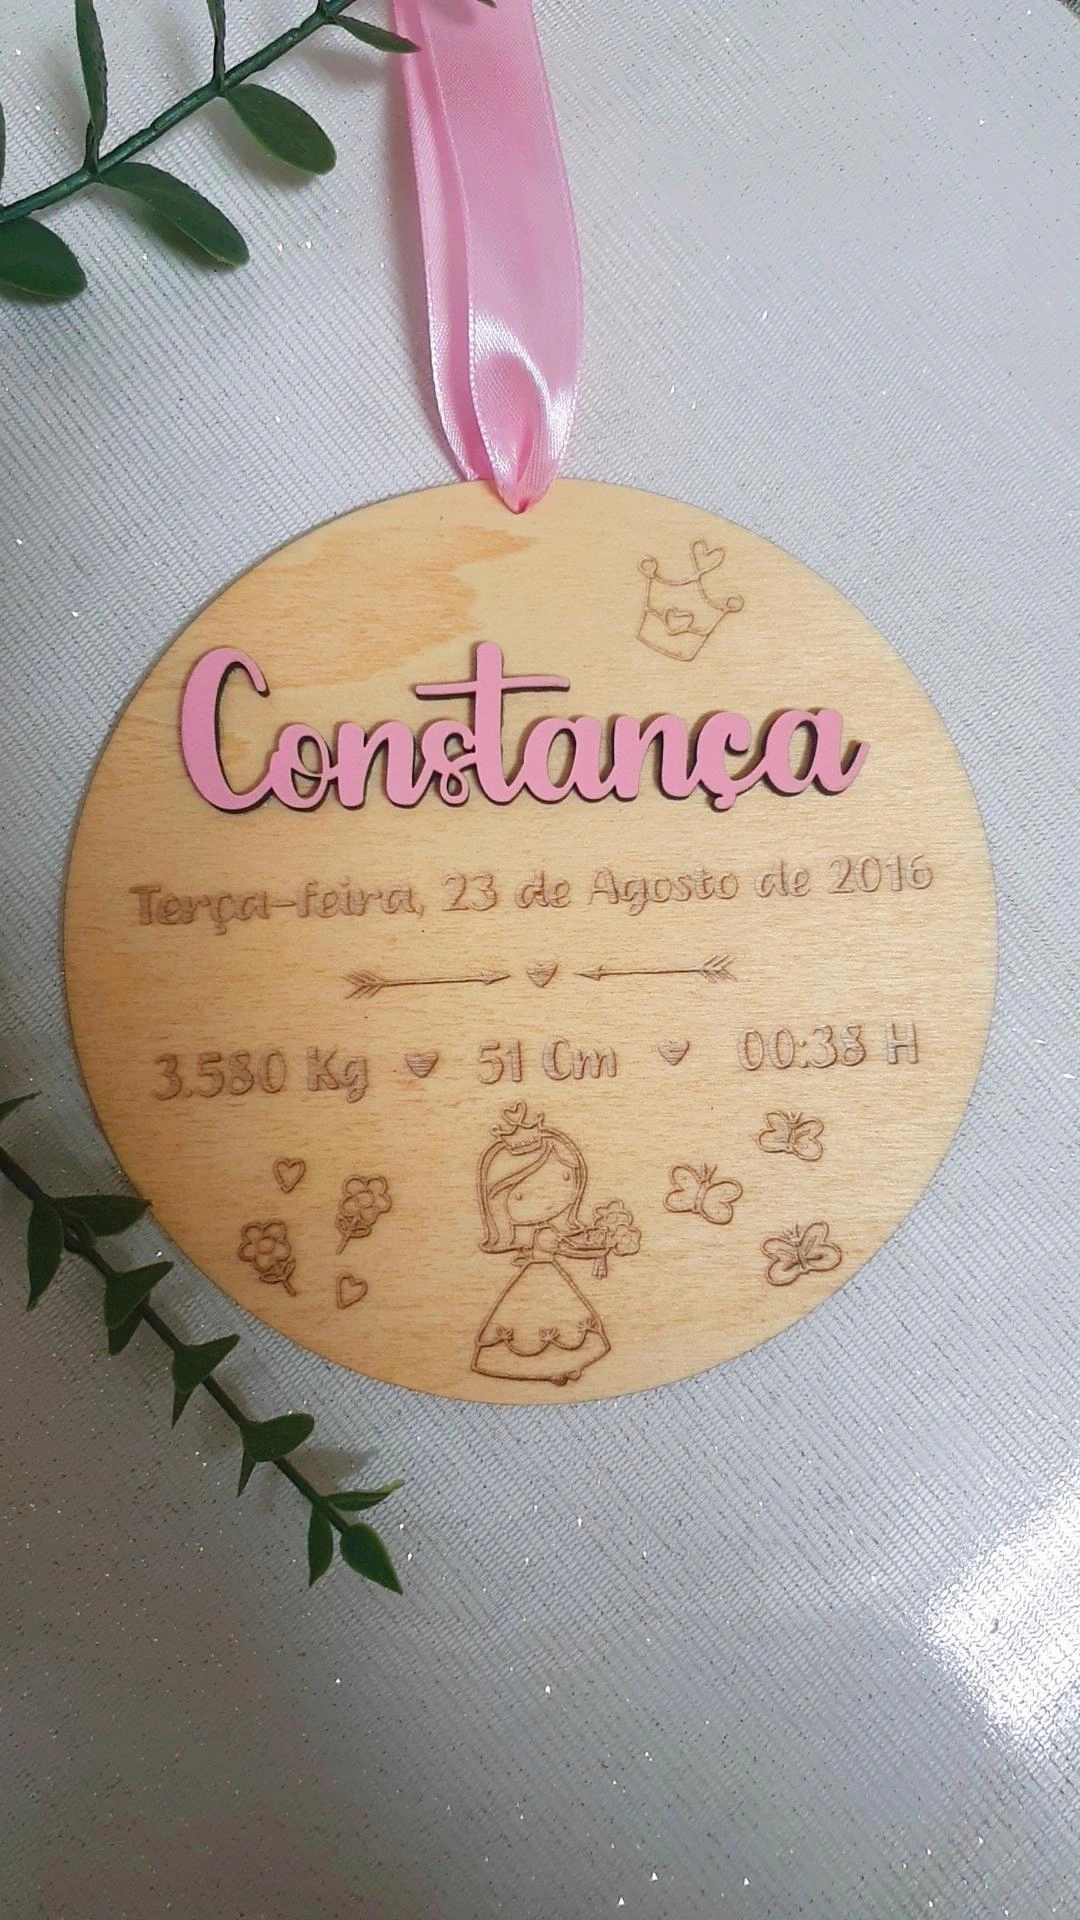 Constança
Terça-feira, 23 de Agosto de 2016
3.580 Kg 51 Cm 00:38 H